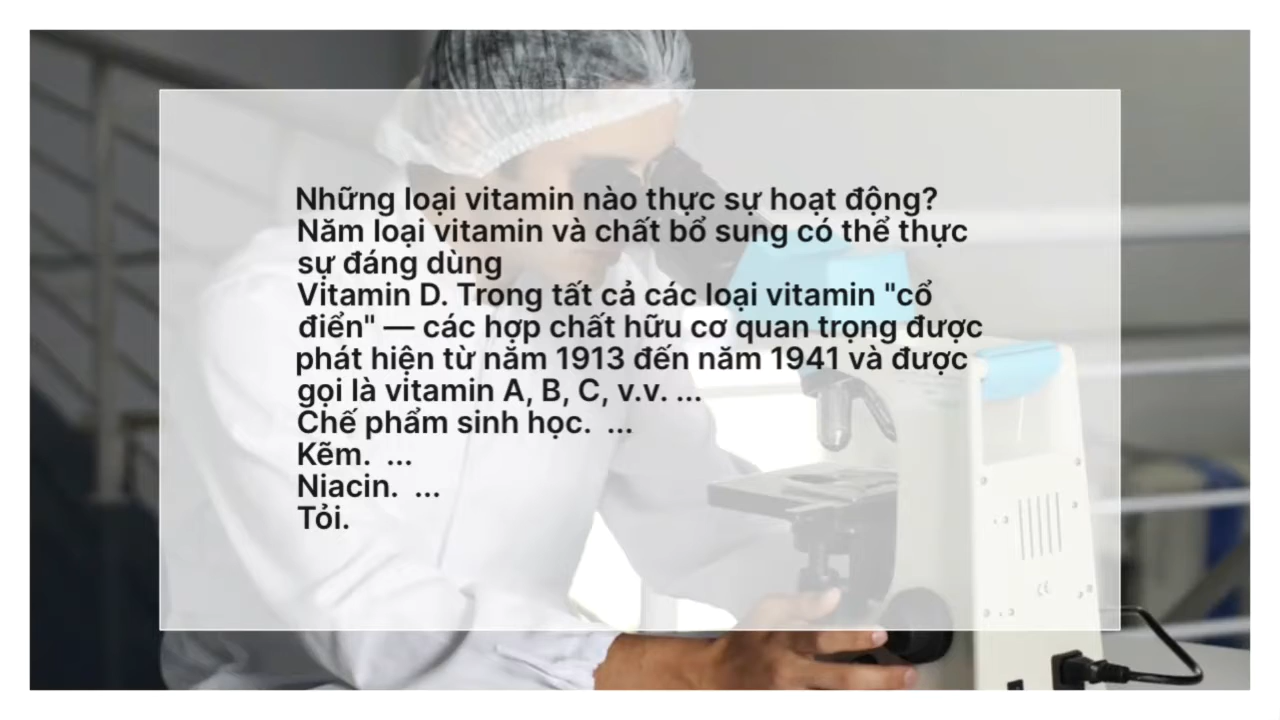 Những loại vitamin nào thực sự hoạt động?
Năm loại vitamin và chất bổ sung có thể thực
sự đáng dùng
Vitamin D. Trong tất cả các loại vitamin "cổ
điển" — các hợp chất hữu cơ quan trọng được
phát hiện từ năm 1913 đến năm 1941 và được
gọi là vitamin A, B, C, v.v. ...
Chế phẩm sinh học.  ...
Kẽm.  ...
Niacin.  ...
Tỏi.